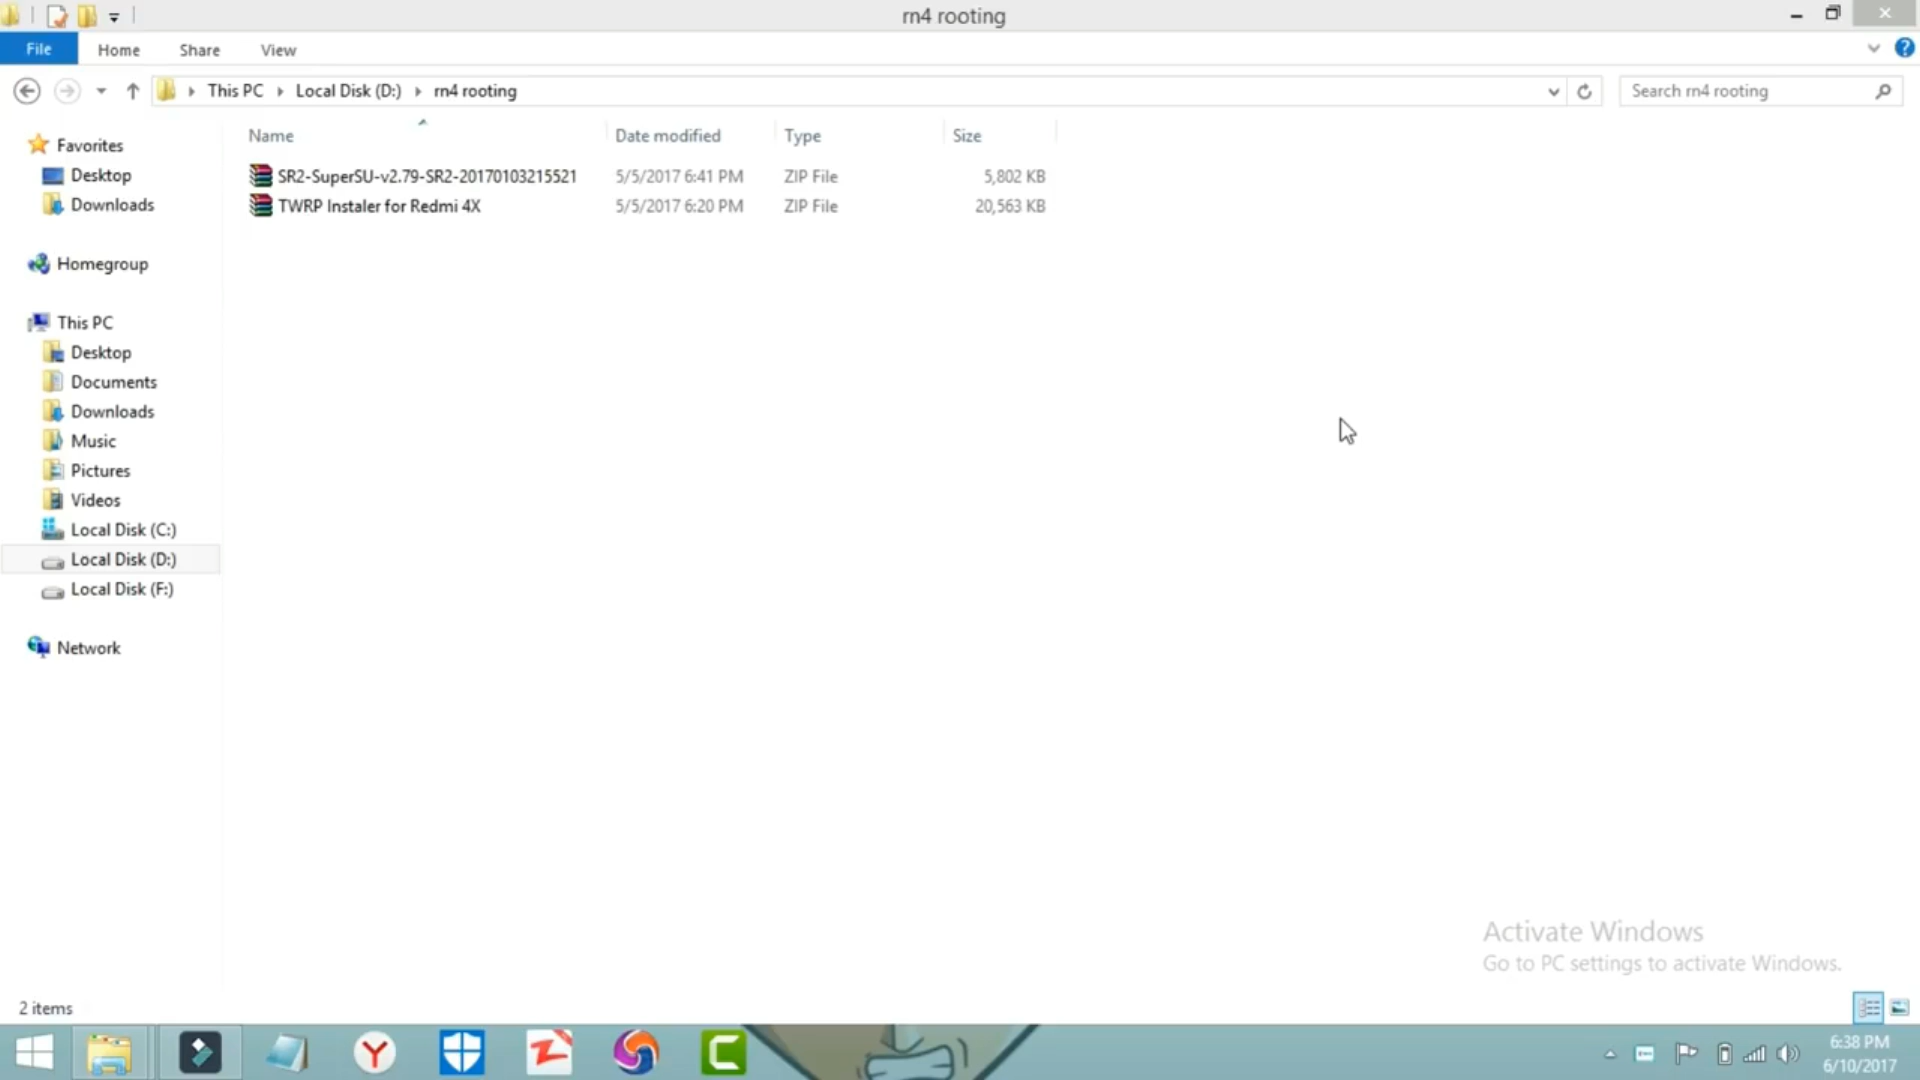 rn4 rooting
File Home Share View
This PC Local Disk (D:) rn4 rooting
Search rn4 rooting
Name Date modified Type Size
SR2-SuperSU-v2.79-SR2-20170103215521 5/5/2017 6:41 PM ZIP File 5,802 KB
TWRP Instaler for Redmi 4X 5/5/2017 6:20 PM ZIP File 20,563 KB
Favorites
Desktop
Downloads
Homegroup
This PC
Desktop
Documents
Downloads
Music
Pictures
Videos
Local Disk (C:)
Local Disk (D:)
Local Disk (F:)
Network
Activate Windows
Go to PC settings to activate Windows.
2 items
6:38 PM
6/10/2017